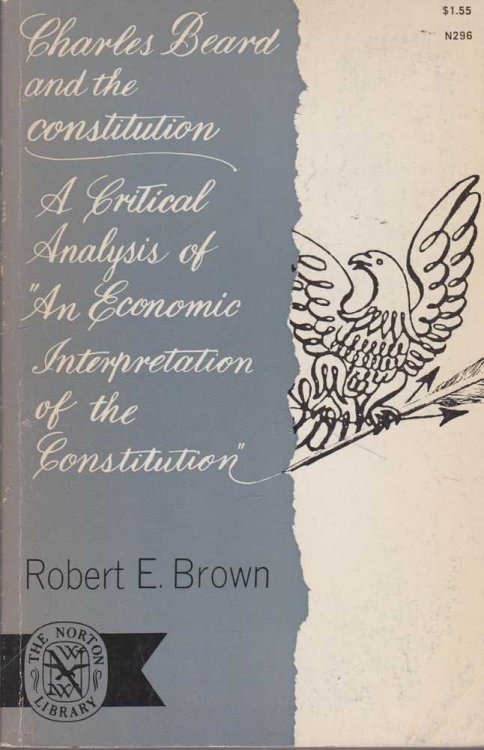 $1.55
N296
Charles Beard
and the
constitution
A Critical
Analysis of
"An Economic
Interpretation
of the
Constitution"
Robert E. Brown
THE NORTON
LIBRARY